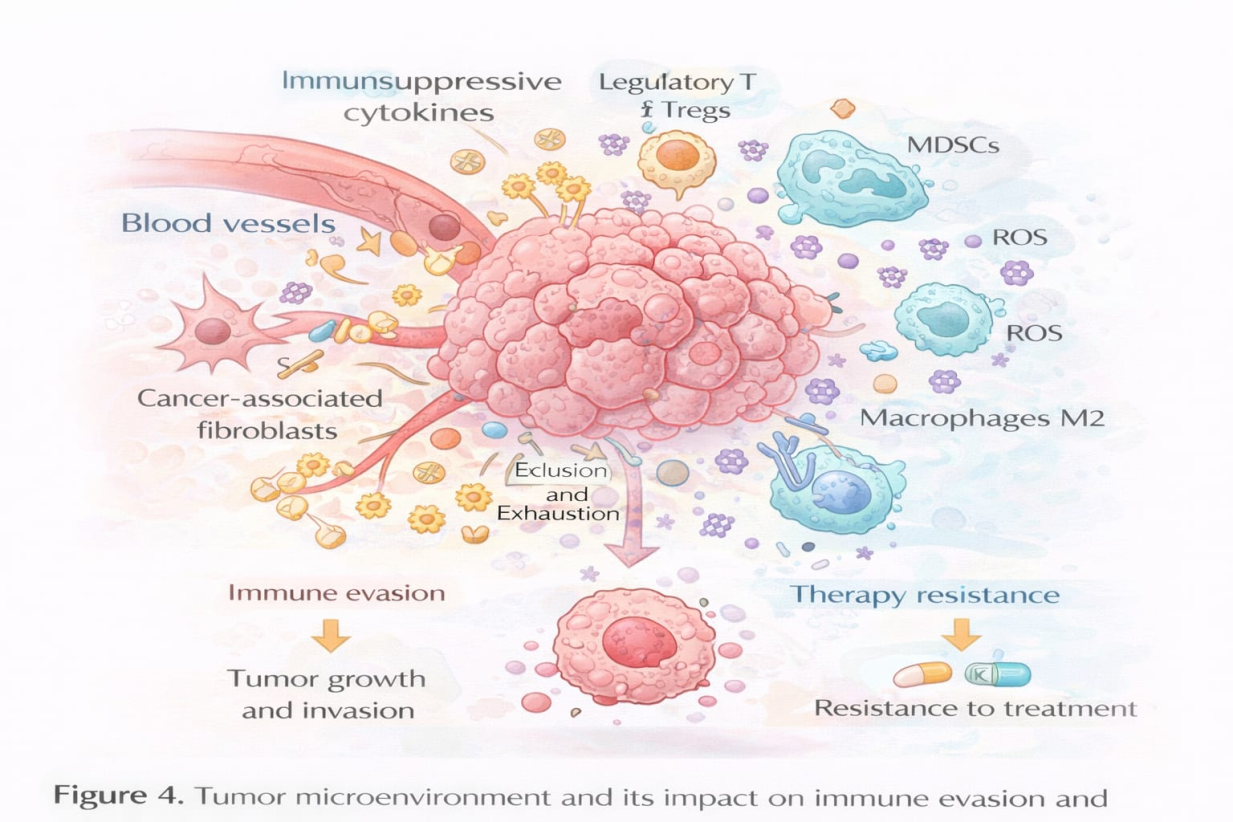 Immunsuppressive
cytokines
Legulatory T
f Tregs
MDSCs
Blood vessels
ROS
ROS
Cancer-associated
fibroblasts
Macrophages M2
Eclusion
and
Exhaustion
Immune evasion
Tumor growth
and invasion
Therapy resistance
K
Resistance to treatment
Figure 4. Tumor microenvironment and its impact on immune evasion and